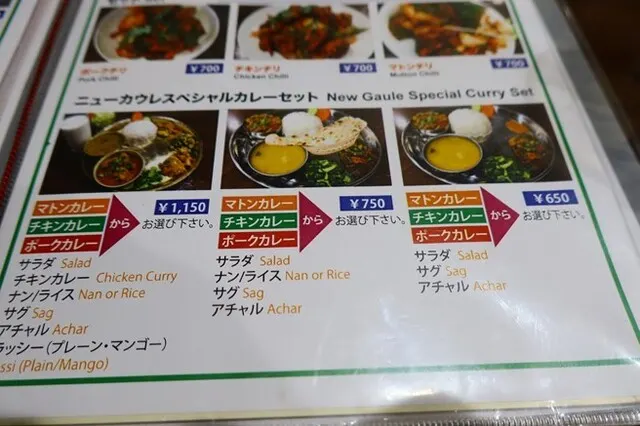 ポークチリ ¥700
Pork Chilli
チキンチリ ¥700
Chicken Chilli
マトンチリ ¥700
Mutton Chilli
ニューカウレスペシャルカレーセット New Gaule Special Curry Set
マトンカレー
チキンカレー
ポークカレー
から
¥1,150
お選び下さい。
サラダ Salad
チキンカレー Chicken Curry
ナン/ライス Nan or Rice
サグ Sag
アチャル Achar
ラッシー(プレーン・マンゴー)
ssi (Plain/Mango)
マトンカレー
チキンカレー
ポークカレー
から
¥750
お選び下さい。
サラダ Salad
ナン/ライス Nan or Rice
サグ Sag
アチャル Achar
マトンカレー
チキンカレー
ポークカレー
から
¥650
お選び下さい。
サラダ Salad
サグ Sag
アチャル Achar